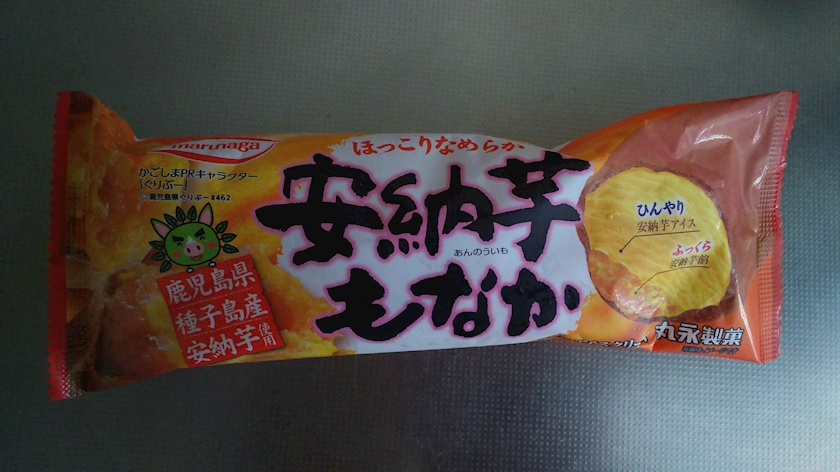 marunaga
かごしまPRキャラクター
「ぐりぶー」
©鹿児島県ぐりぶー#462
鹿児島県
種子島産
安納芋使用
ほっこりなめらか
安納芋
あんのういも
もなか
ひんやり
安納芋アイス
ふっくら
安納芋餡
丸永製菓